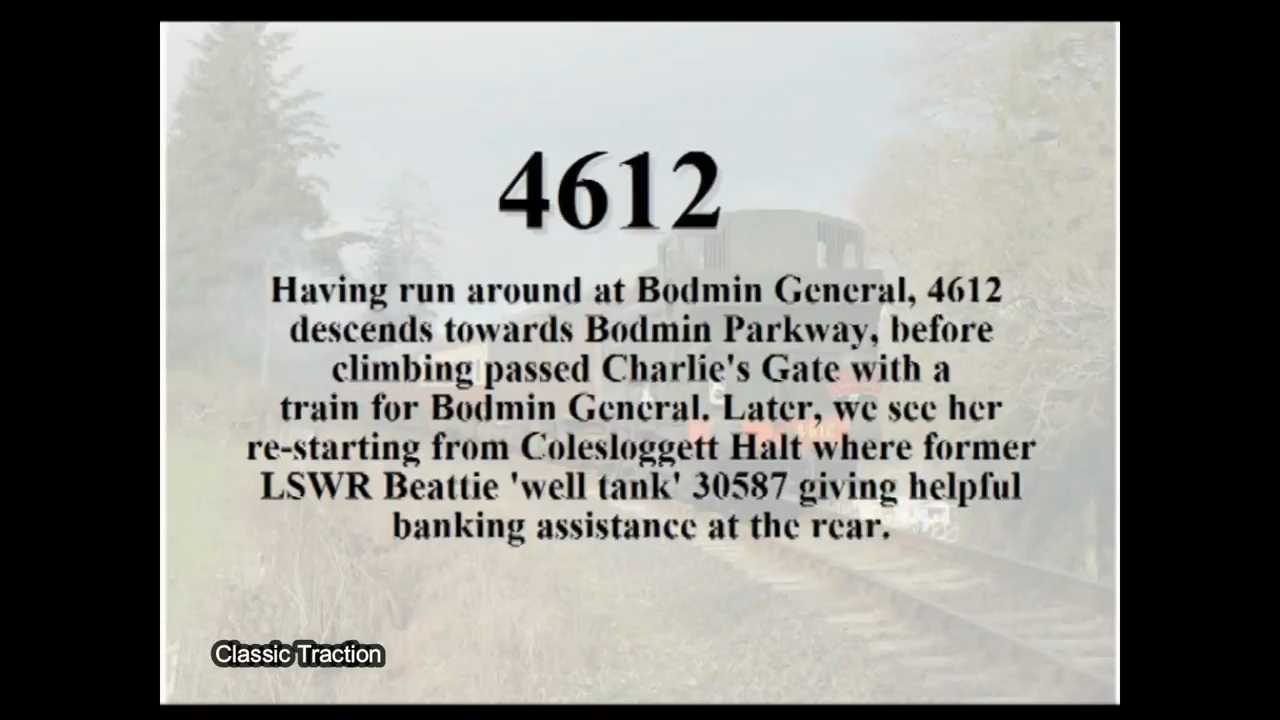 4612
Having run around at Bodmin General, 4612
descends towards Bodmin Parkway, before
climbing passed Charlie's Gate with a
train for Bodmin General. Later, we see her
re-starting from Colesloggett Halt where former
LSWR Beattie 'well tank' 30587 giving helpful
banking assistance at the rear.
Classic Traction